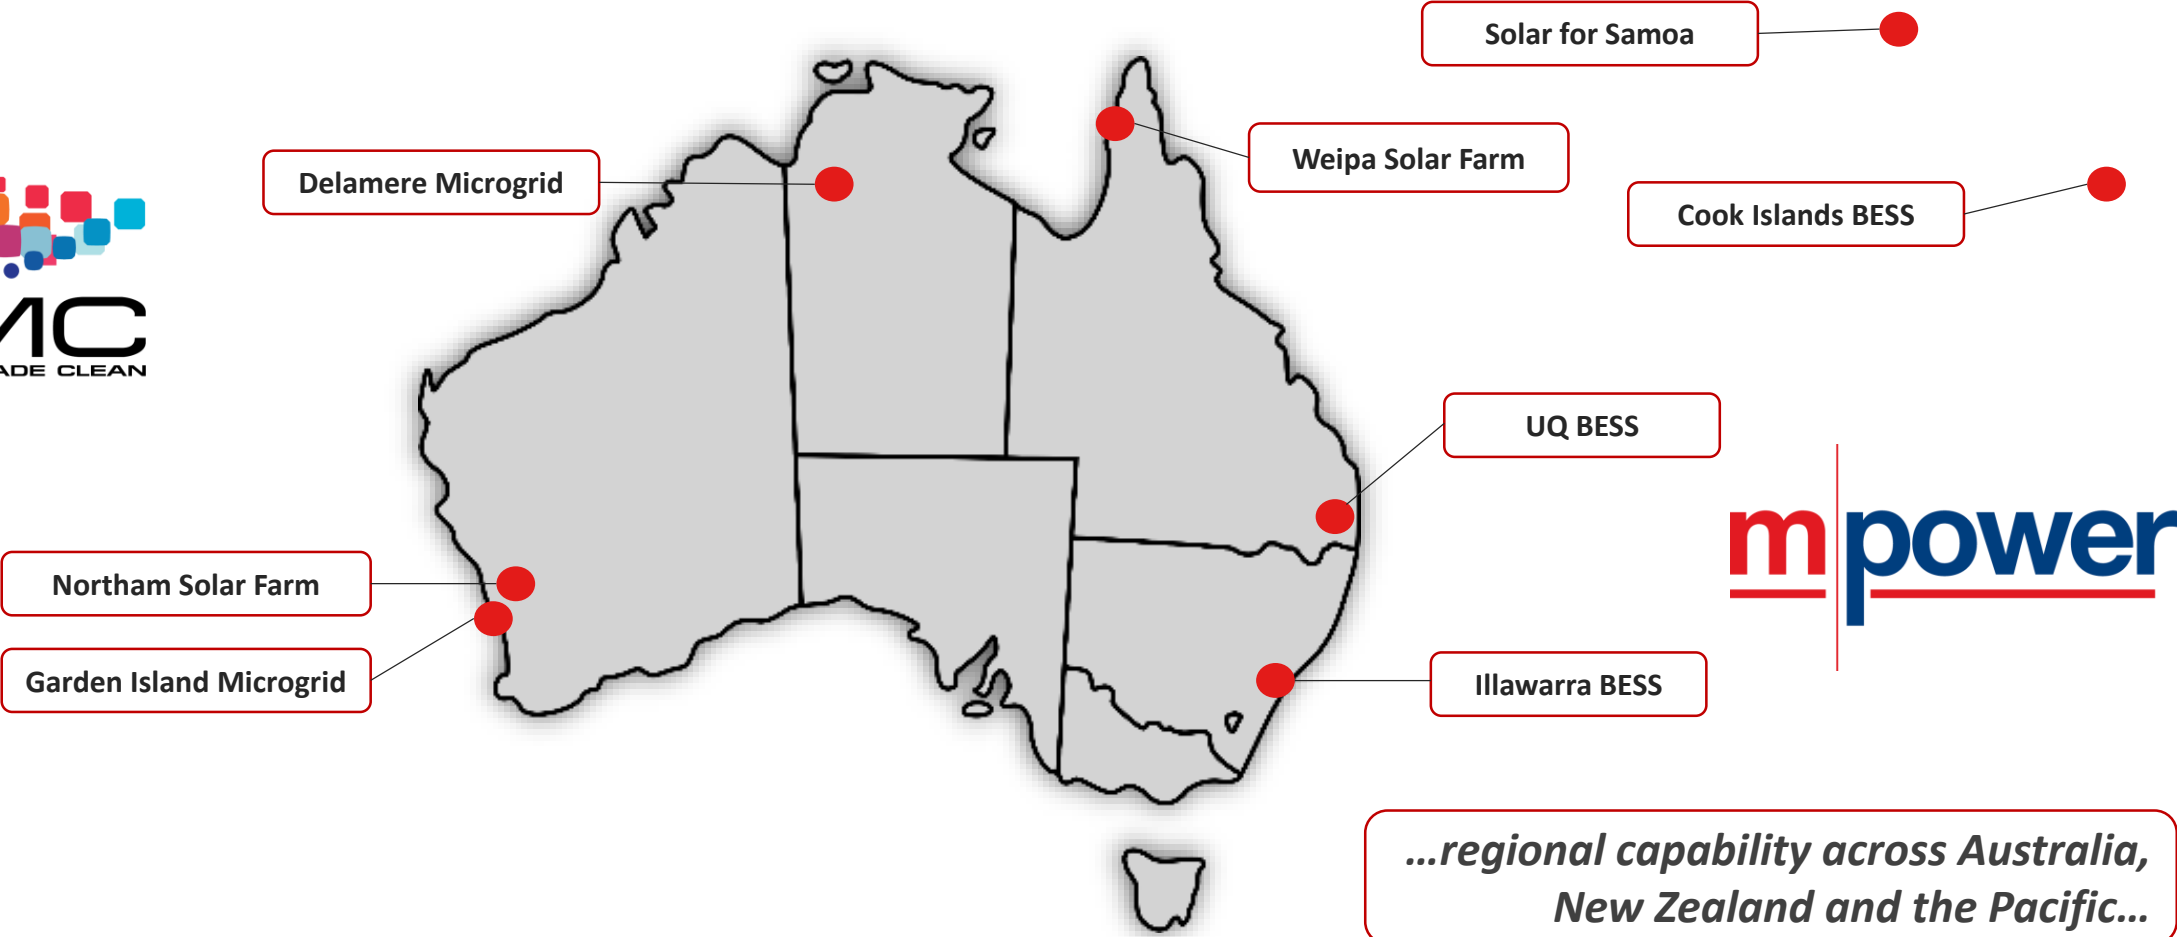 Solar for Samoa
Weipa Solar Farm
Delamere Microgrid
Cook Islands BESS
MC
ADE CLEAN
UQ BESS
mpower
Northam Solar Farm
Garden Island Microgrid
Illawarra BESS
...regional capability across Australia,
New Zealand and the Pacific...